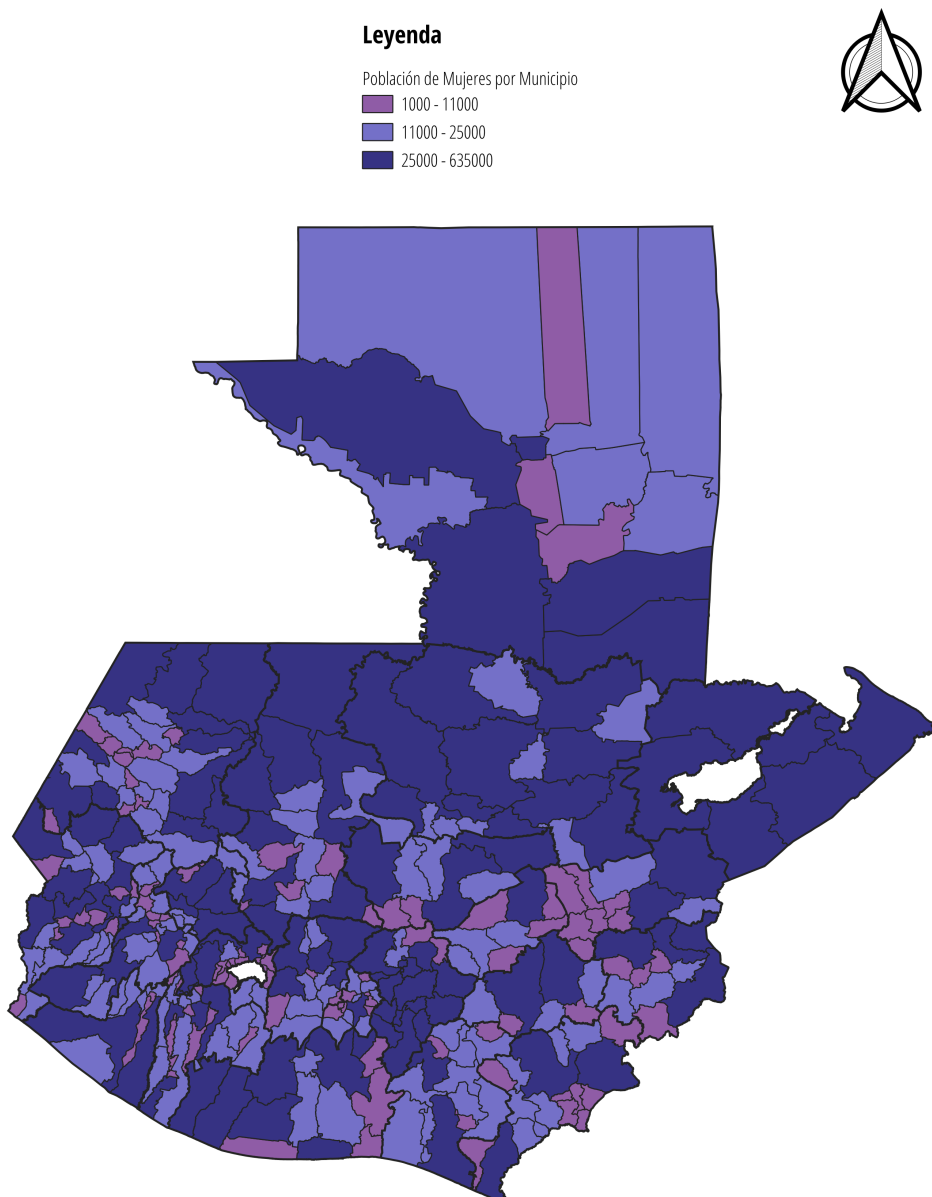 Leyenda
Población de Mujeres por Municipio
1000 - 11000
11000 - 25000
25000 - 635000